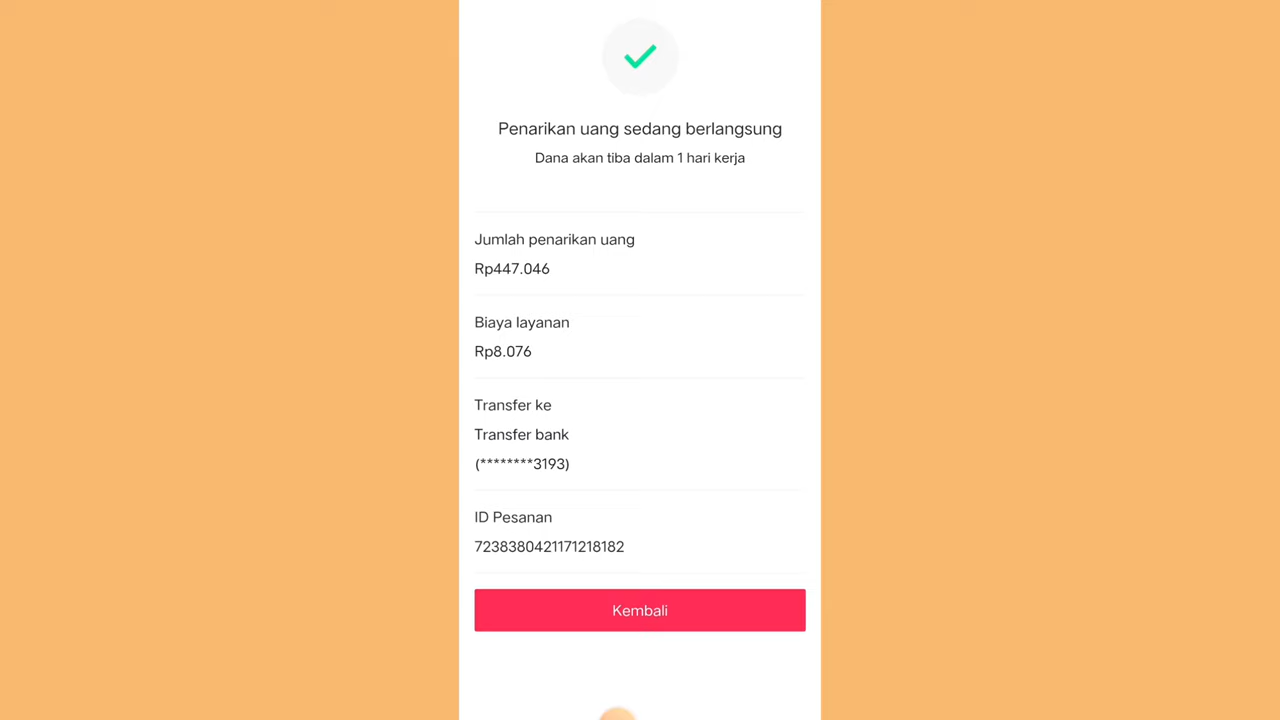 Penarikan uang sedang berlangsung
Dana akan tiba dalam 1 hari kerja
Jumlah penarikan uang
Rp447.046
Biaya layanan
Rp8.076
Transfer ke
Transfer bank
(********3193)
ID Pesanan
7238380421171218182
Kembali